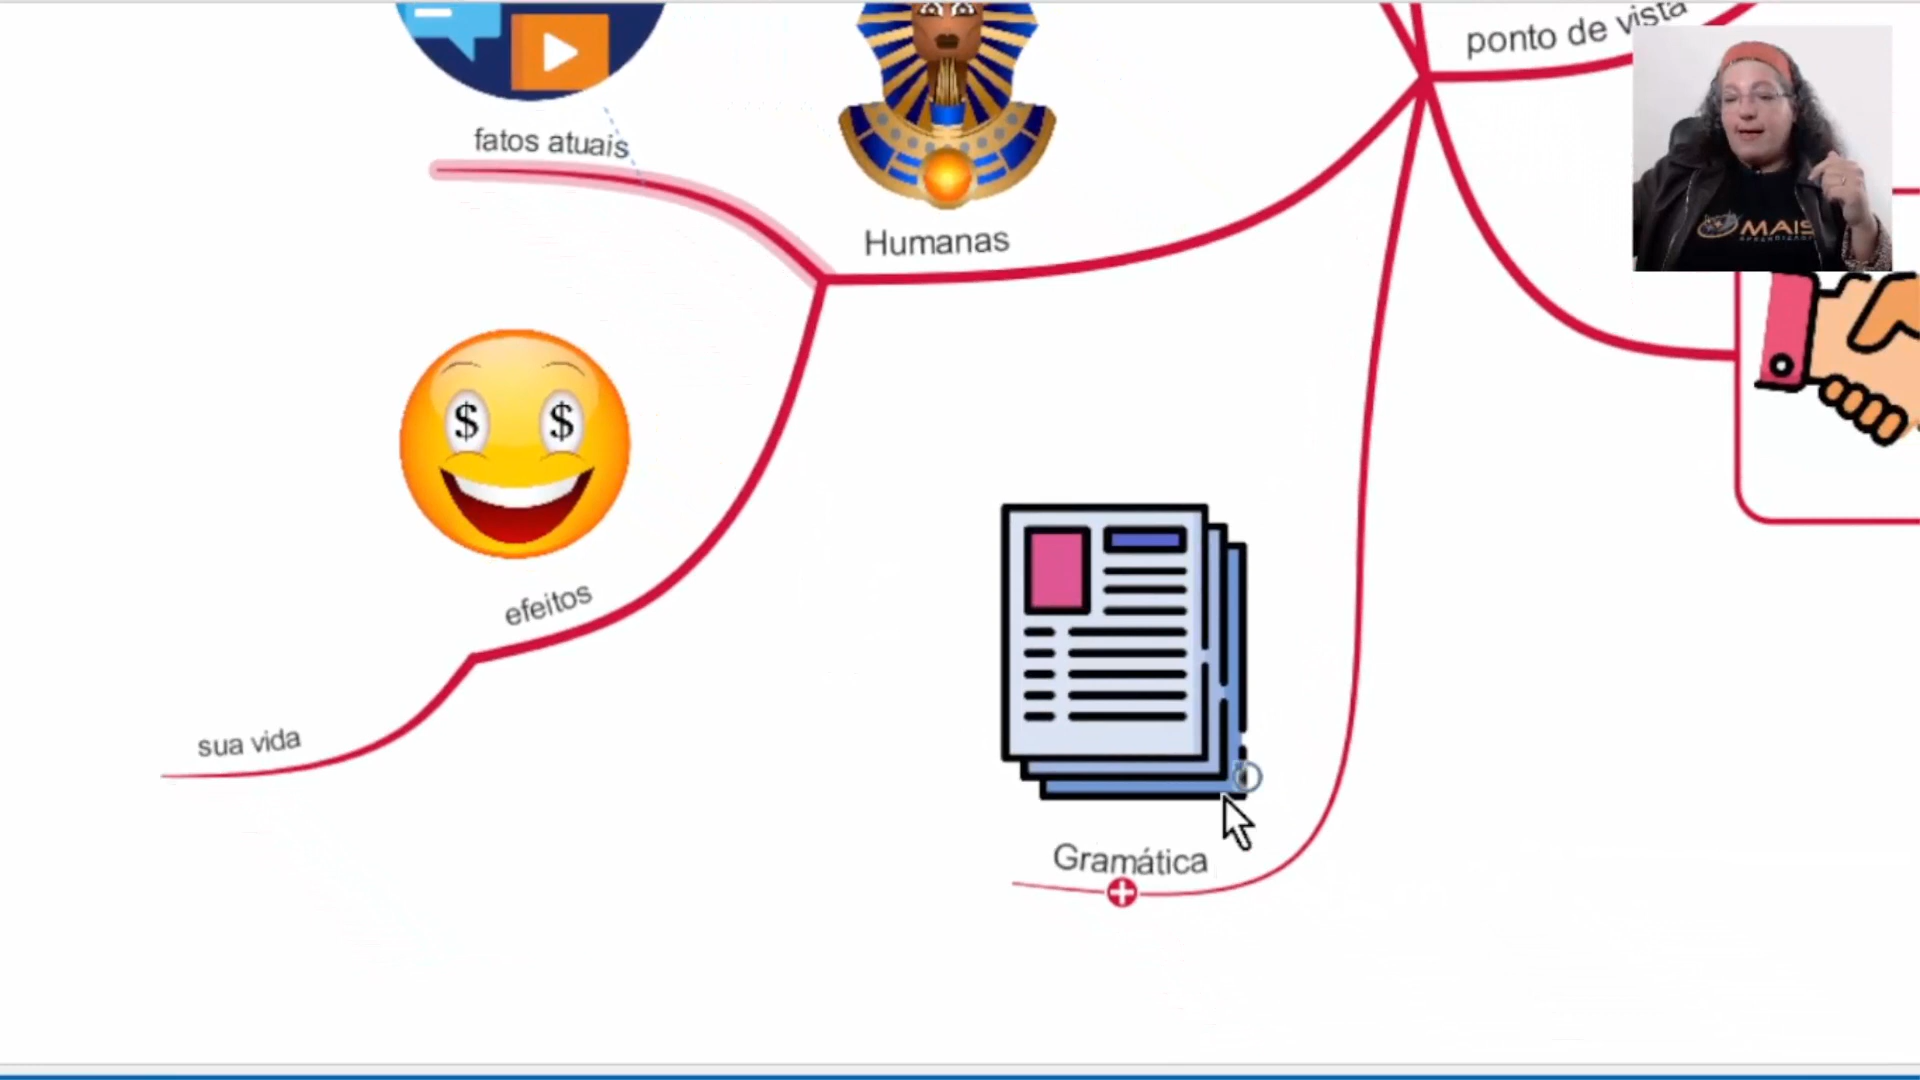 ponto de vista
MAIS
fatos atuais
Humanas
$ $
efeitos
sua vida
Gramática